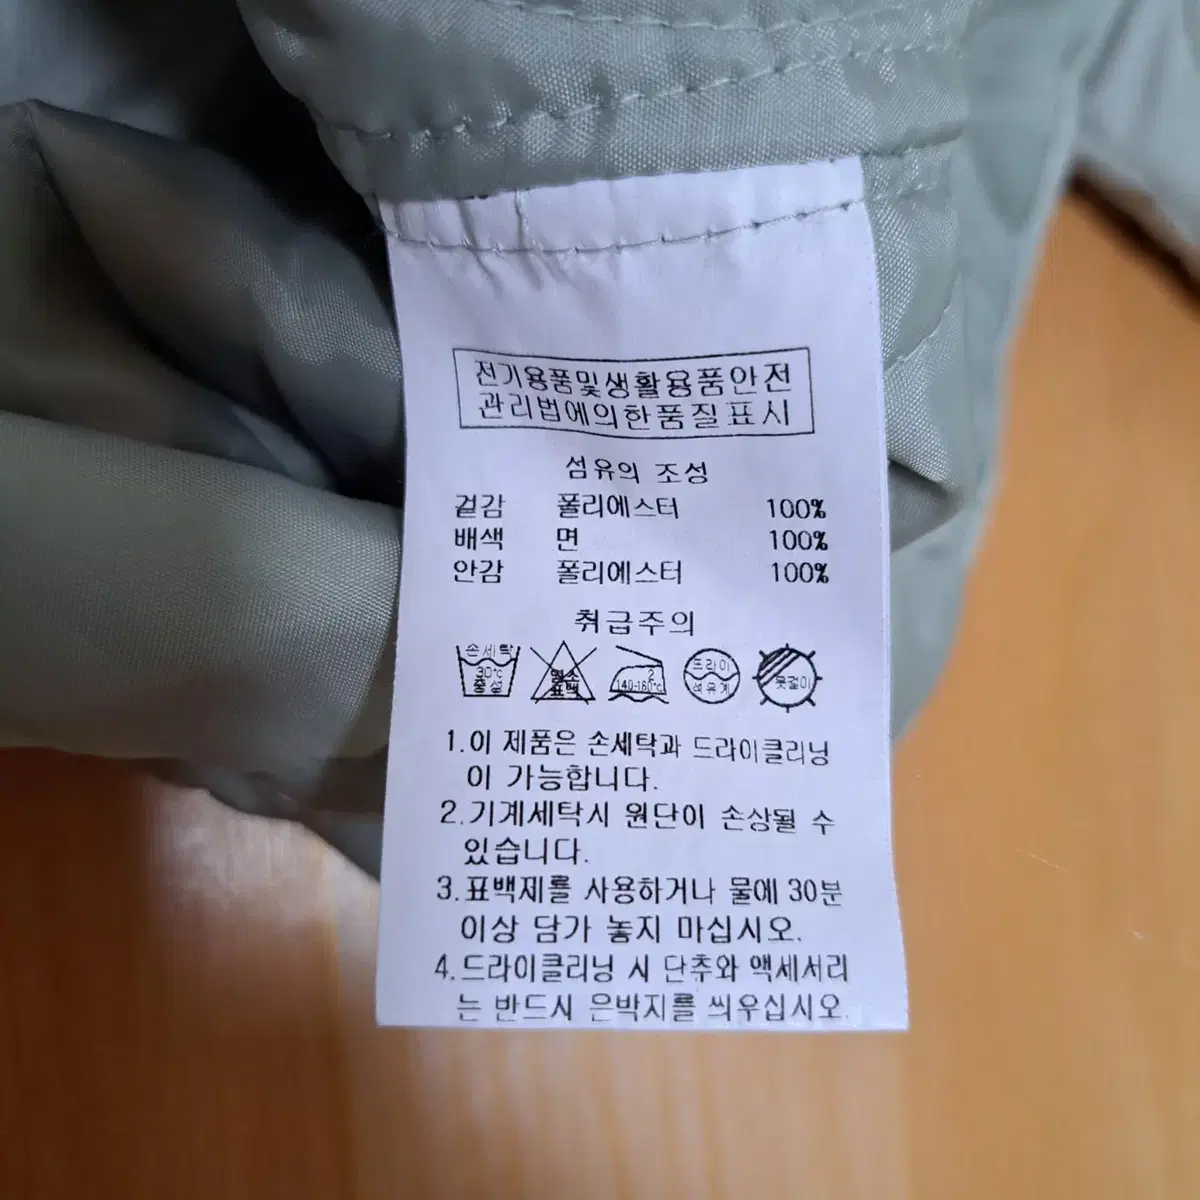 전기용품및생활용품안전
관리법에의한품질표시
섬유의 조성
겉감 폴리에스터 100%
배색 면 100%
안감 폴리에스터 100%
취급주의
손세탁 30℃ 중성
염소 표백
2 140-160℃
드라이 석유계
옷걸이
1.이 제품은 손세탁과 드라이클리닝
이 가능합니다.
2.기계세탁시 원단이 손상될 수
있습니다.
3.표백제를 사용하거나 물에 30분
이상 담가 놓지 마십시오.
4.드라이클리닝 시 단추와 액세서리
는 반드시 은박지를 씌우십시오.